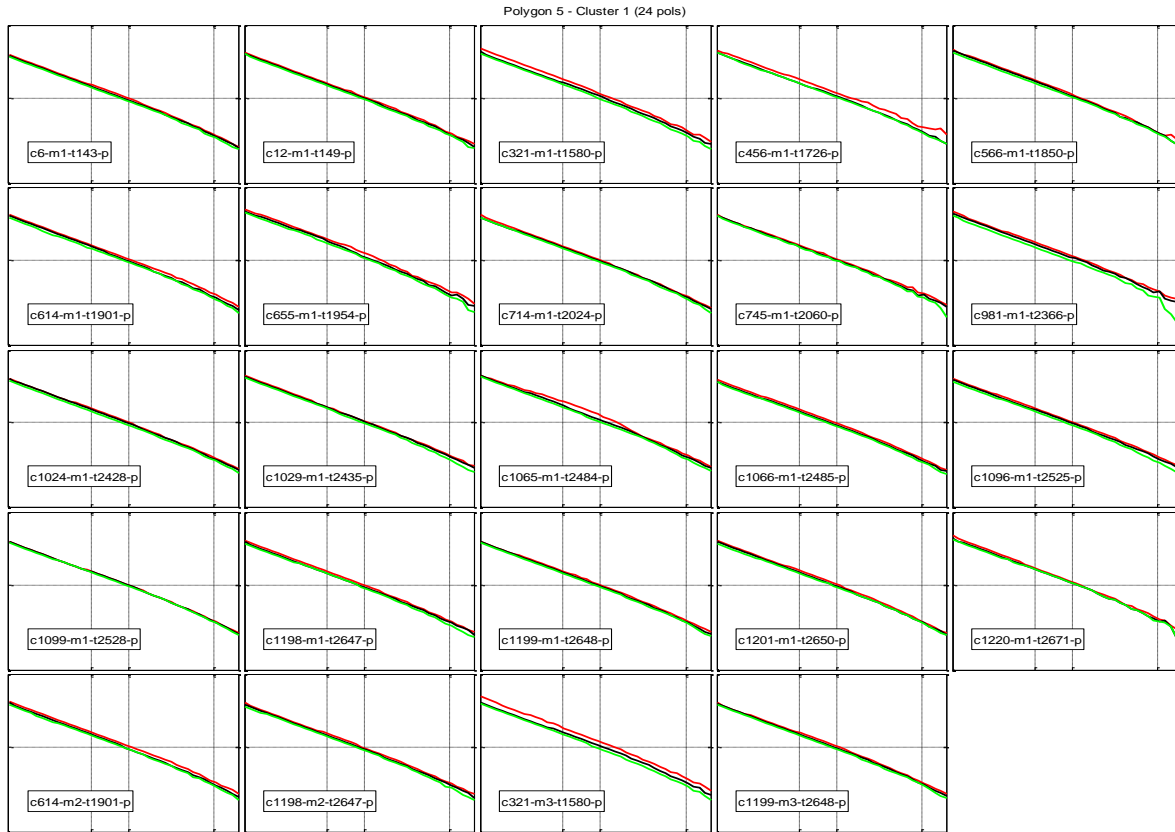 Polygon 5 - Cluster 1 (24 pols)
c6-m1-t143-p
c12-m1-t149-p
c321-m1-t1580-p
c456-m1-t1726-p
c566-m1-t1850-p
c614-m1-t1901-p
c655-m1-t1954-p
c714-m1-t2024-p
c745-m1-t2060-p
c981-m1-t2366-p
c1024-m1-t2428-p
c1029-m1-t2435-p
c1065-m1-t2484-p
c1066-m1-t2485-p
c1096-m1-t2525-p
c1099-m1-t2528-p
c1198-m1-t2647-p
c1199-m1-t2648-p
c1201-m1-t2650-p
c1220-m1-t2671-p
c614-m2-t1901-p
c1198-m2-t2647-p
c321-m3-t1580-p
c1199-m3-t2648-p